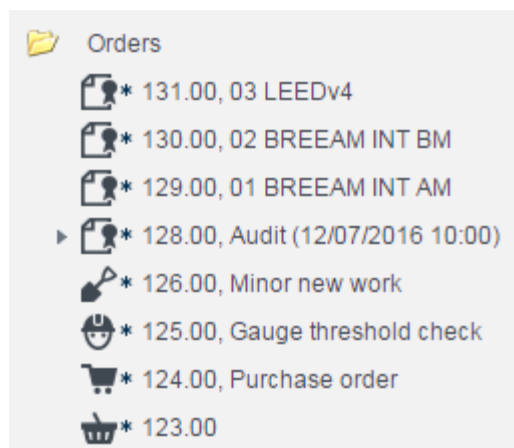 Orders
* 131.00, 03 LEEDv4
* 130.00, 02 BREEAM INT BM
* 129.00, 01 BREEAM INT AM
* 128.00, Audit (12/07/2016 10:00)
* 126.00, Minor new work
* 125.00, Gauge threshold check
* 124.00, Purchase order
* 123.00